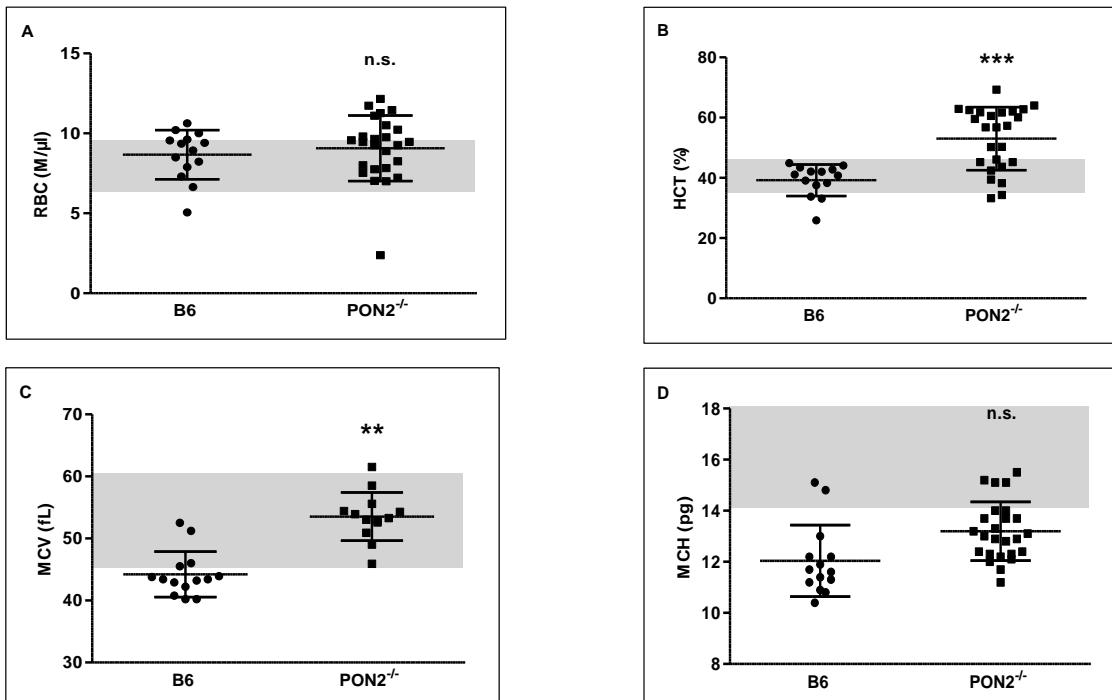 A
RBC (M/µl)
15
10
5
0
n.s.
B6
PON2-/-
B
HCT (%)
80
60
40
20
0
***
B6
PON2-/-
C
MCV (fL)
70
60
50
40
30
**
B6
PON2-/-
D
MCH (pg)
18
16
14
12
10
8
n.s.
B6
PON2-/-